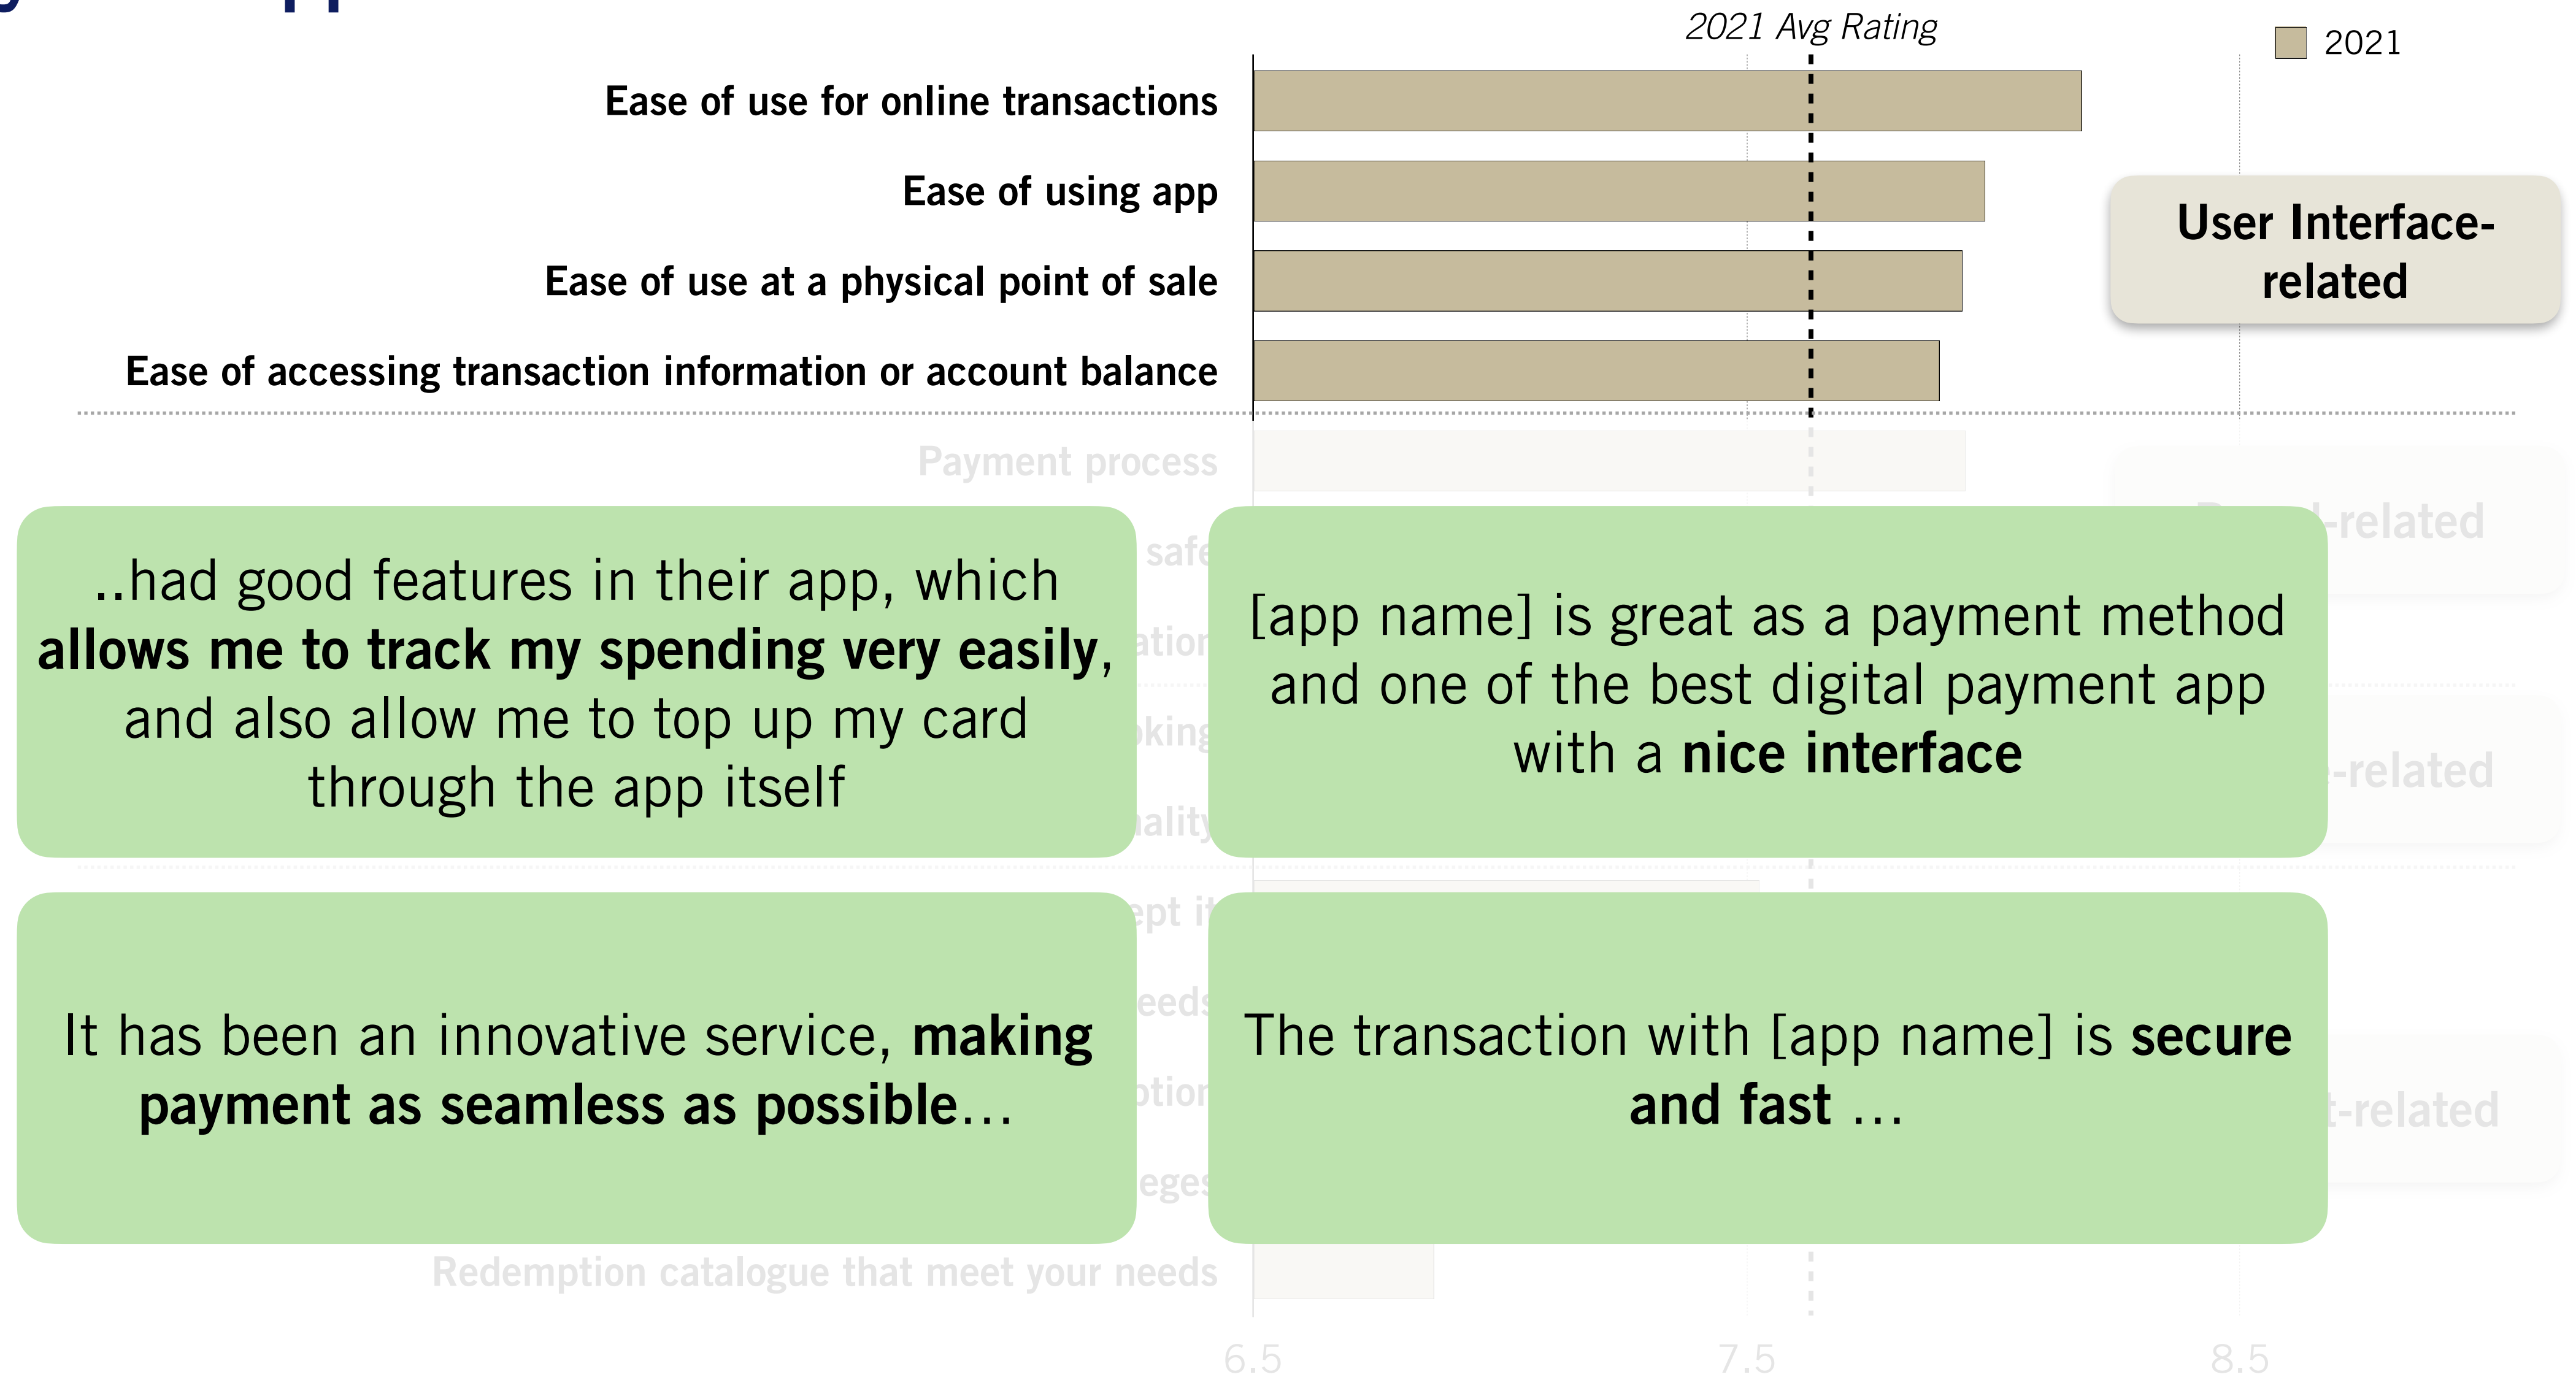 2021 Avg Rating
2021
Ease of use for online transactions
Ease of using app
Ease of use at a physical point of sale
Ease of accessing transaction information or account balance
User Interface-
related
Payment process
-related
safe
..had good features in their app, which
allows me to track my spending very easily,
and also allow me to top up my card
through the app itself
[app name] is great as a payment method
and one of the best digital payment app
with a nice interface
-related
It has been an innovative service, making
payment as seamless as possible...
The transaction with [app name] is secure
and fast ...
-related
Redemption catalogue that meet your needs
6.5
7.5
8.5